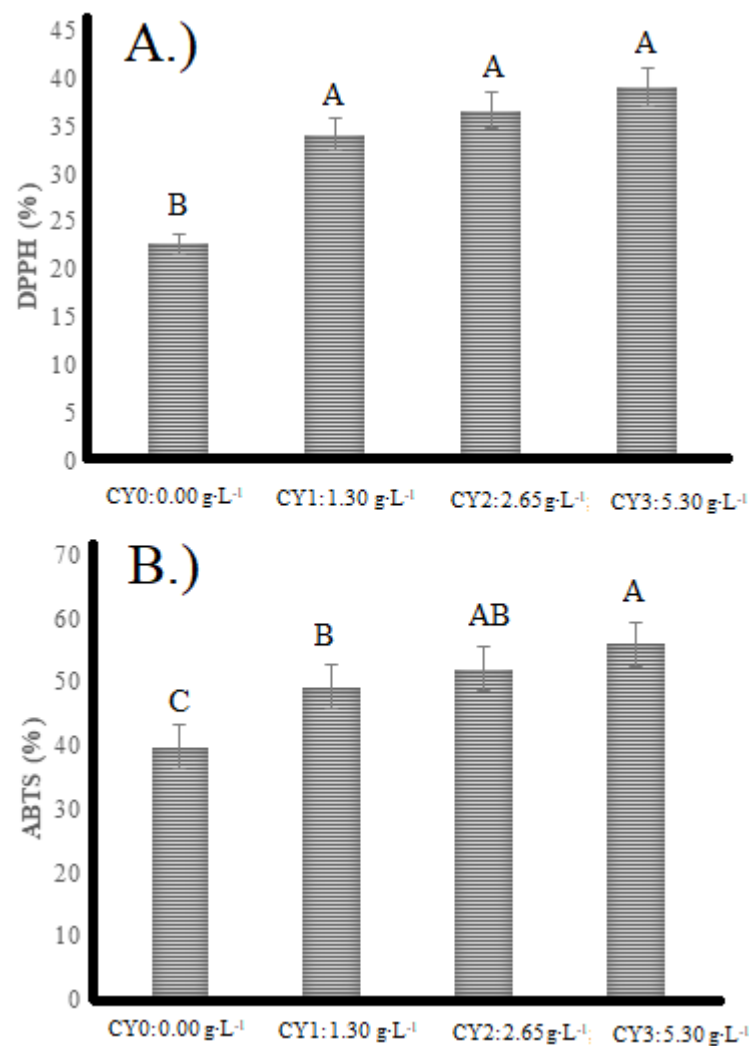 A.)
45
40
35
30
25
20
15
10
5
0
DPPH (%)
B
A
A
A
CY0:0.00 g·L⁻¹ CY1:1.30 g·L⁻¹ CY2:2.65 g·L⁻¹; CY3:5.30 g·L⁻¹
B.)
70
60
50
40
30
20
10
0
ABTS (%)
C
B
AB
A
CY0:0.00 g·L⁻¹ CY1:1.30 g·L⁻¹ CY2:2.65 g·L⁻¹; CY3:5.30 g·L⁻¹